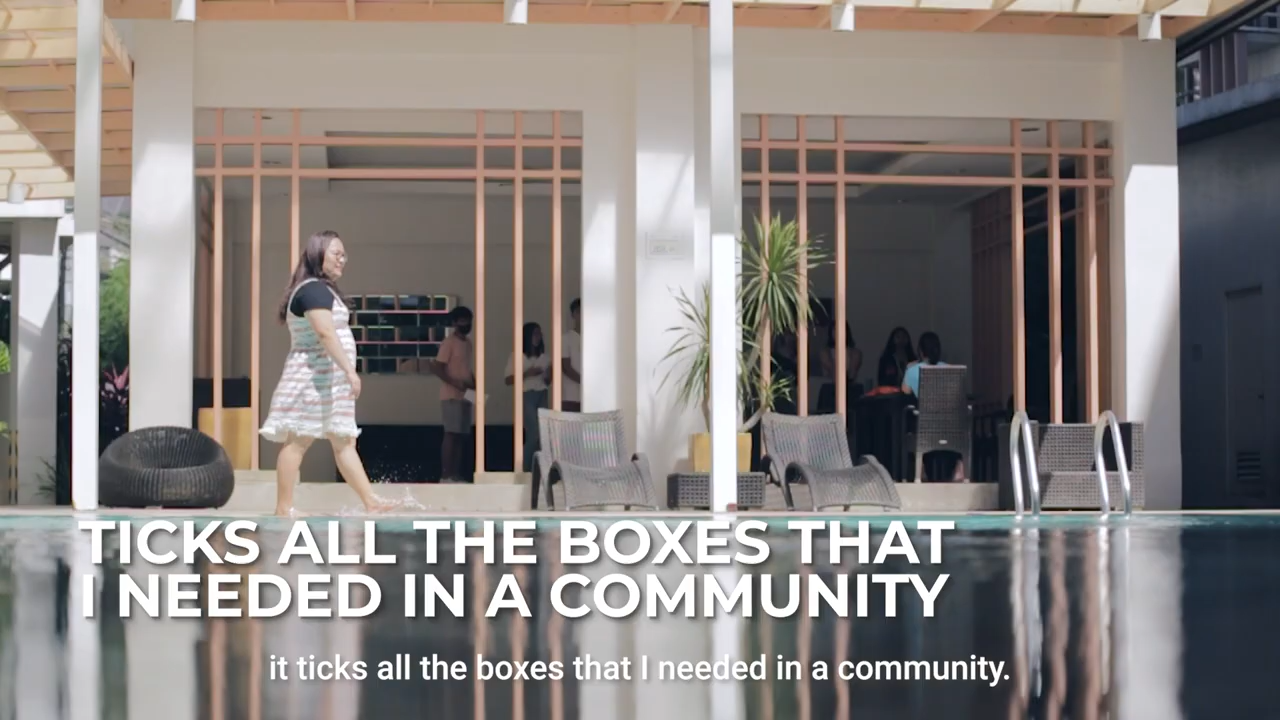 TICKS ALL THE BOXES THAT
I NEEDED IN A COMMUNITY
it ticks all the boxes that I needed in a community.